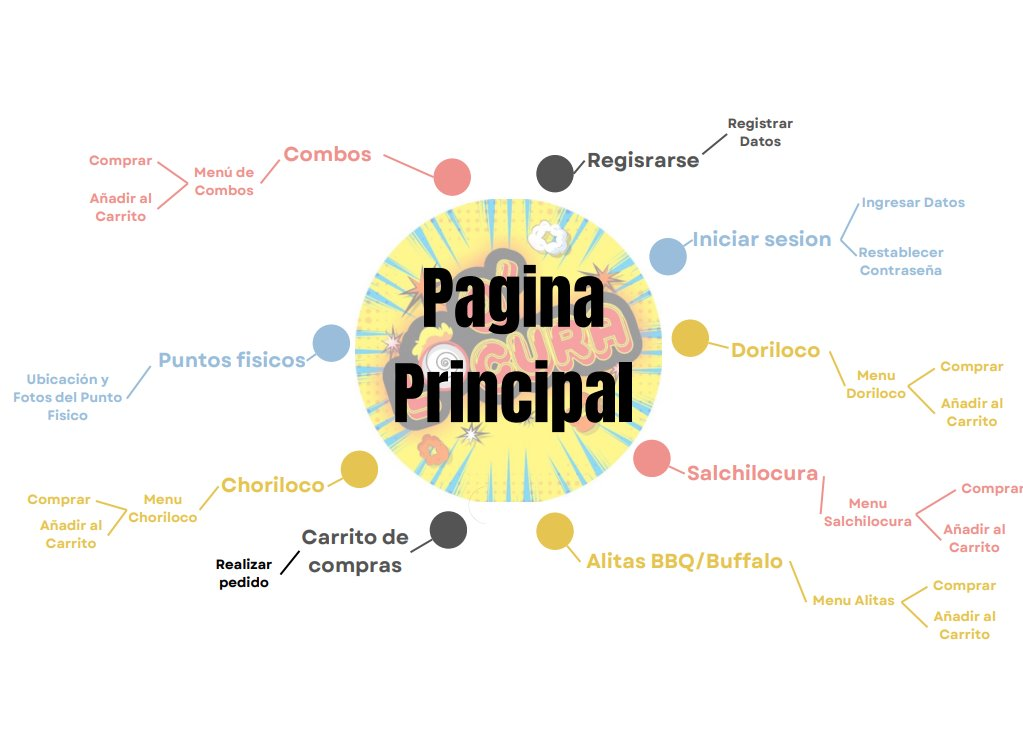 Pagina
Principal
CURA
Regisrarse
Registrar
Datos
Iniciar sesion
Ingresar Datos
Restablecer
Contraseña
Doriloco
Menu
Doriloco
Comprar
Añadir al
Carrito
Salchilocura
Menu
Salchilocura
Comprar
Añadir al
Carrito
Alitas BBQ/Buffalo
Menu Alitas
Comprar
Añadir al
Carrito
Carrito de
compras
Realizar
pedido
Choriloco
Menu
Choriloco
Comprar
Añadir al
Carrito
Puntos fisicos
Ubicación y
Fotos del Punto
Fisico
Combos
Menú de
Combos
Comprar
Añadir al
Carrito